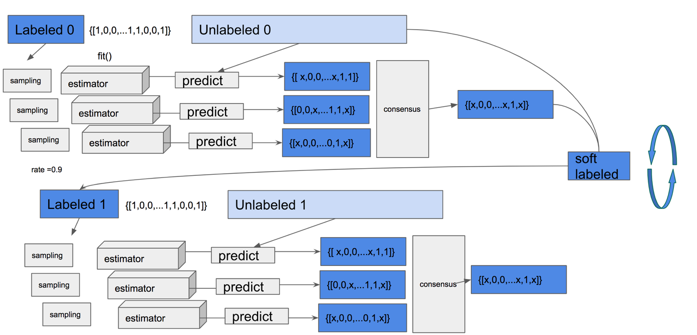 Labeled 0
{[1,0,0,...1,1,0,0,1]}
Unlabeled 0
fit()
sampling
estimator
predict
{[ x,0,0,...x,1,1]}
sampling
estimator
predict
{[0,0,x,...1,1,x]}
consensus
{[x,0,0,...x,1,x]}
sampling
estimator
predict
{[x,0,0,...0,1,x]}
soft
labeled
rate =0.9
Labeled 1
{[1,0,0,...1,1,0,0,1]}
Unlabeled 1
sampling
estimator
predict
{[ x,0,0,...x,1,1]}
sampling
estimator
predict
{[0,0,x,...1,1,x]}
consensus
{[x,0,0,...x,1,x]}
sampling
estimator
predict
{[x,0,0,...0,1,x]}